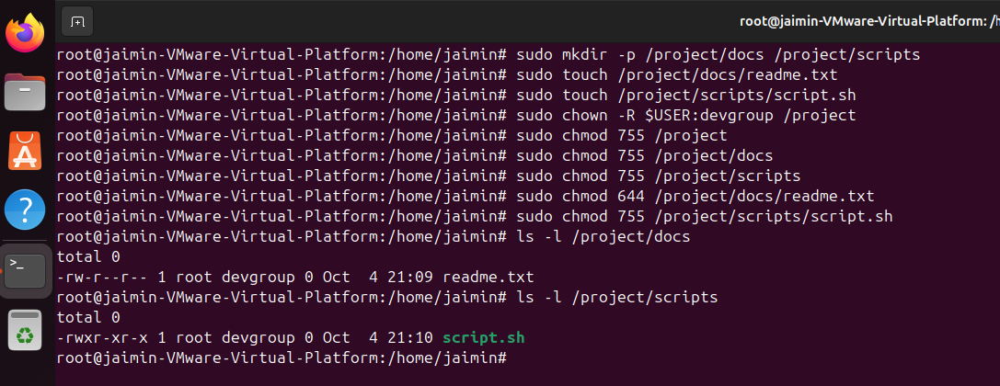 root@jaimin-VMware-Virtual-Platform: /h
root@jaimin-VMware-Virtual-Platform:/home/jaimin# sudo mkdir -p /project/docs /project/scripts
root@jaimin-VMware-Virtual-Platform:/home/jaimin# sudo touch /project/docs/readme.txt
root@jaimin-VMware-Virtual-Platform:/home/jaimin# sudo touch /project/scripts/script.sh
root@jaimin-VMware-Virtual-Platform:/home/jaimin# sudo chown -R $USER:devgroup /project
root@jaimin-VMware-Virtual-Platform:/home/jaimin# sudo chmod 755 /project
root@jaimin-VMware-Virtual-Platform:/home/jaimin# sudo chmod 755 /project/docs
root@jaimin-VMware-Virtual-Platform:/home/jaimin# sudo chmod 755 /project/scripts
root@jaimin-VMware-Virtual-Platform:/home/jaimin# sudo chmod 644 /project/docs/readme.txt
root@jaimin-VMware-Virtual-Platform:/home/jaimin# sudo chmod 755 /project/scripts/script.sh
root@jaimin-VMware-Virtual-Platform:/home/jaimin# ls -l /project/docs
total 0
-rw-r--r-- 1 root devgroup 0 Oct  4 21:09 readme.txt
root@jaimin-VMware-Virtual-Platform:/home/jaimin# ls -l /project/scripts
total 0
-rwxr-xr-x 1 root devgroup 0 Oct  4 21:10 script.sh
root@jaimin-VMware-Virtual-Platform:/home/jaimin#